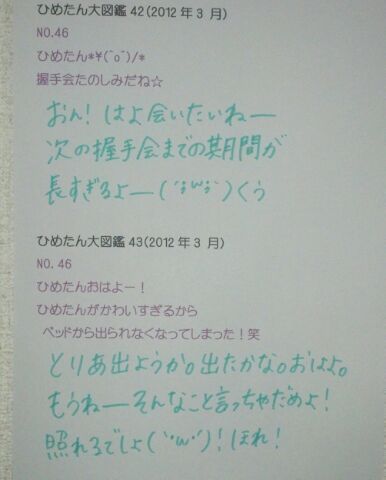 ひめたん大図鑑 42(2012 年 3 月)
NO.46
ひめたん*\(^o^)/*
握手会たのしみだね☆
おん！はよ会いたいねー
次の握手会までの期間が
長すぎるよー(´;ω;`)くぅ
ひめたん大図鑑 43(2012 年 3 月)
NO.46
ひめたんおはよー！
ひめたんがかわいすぎるから
ベッドから出られなくなってしまった！笑
とりあ出ようか。出たかな。おはよ。
もうねーそんなこと言っちゃだめよ！
照れるでしょ(`･ω･´)！ほれ！